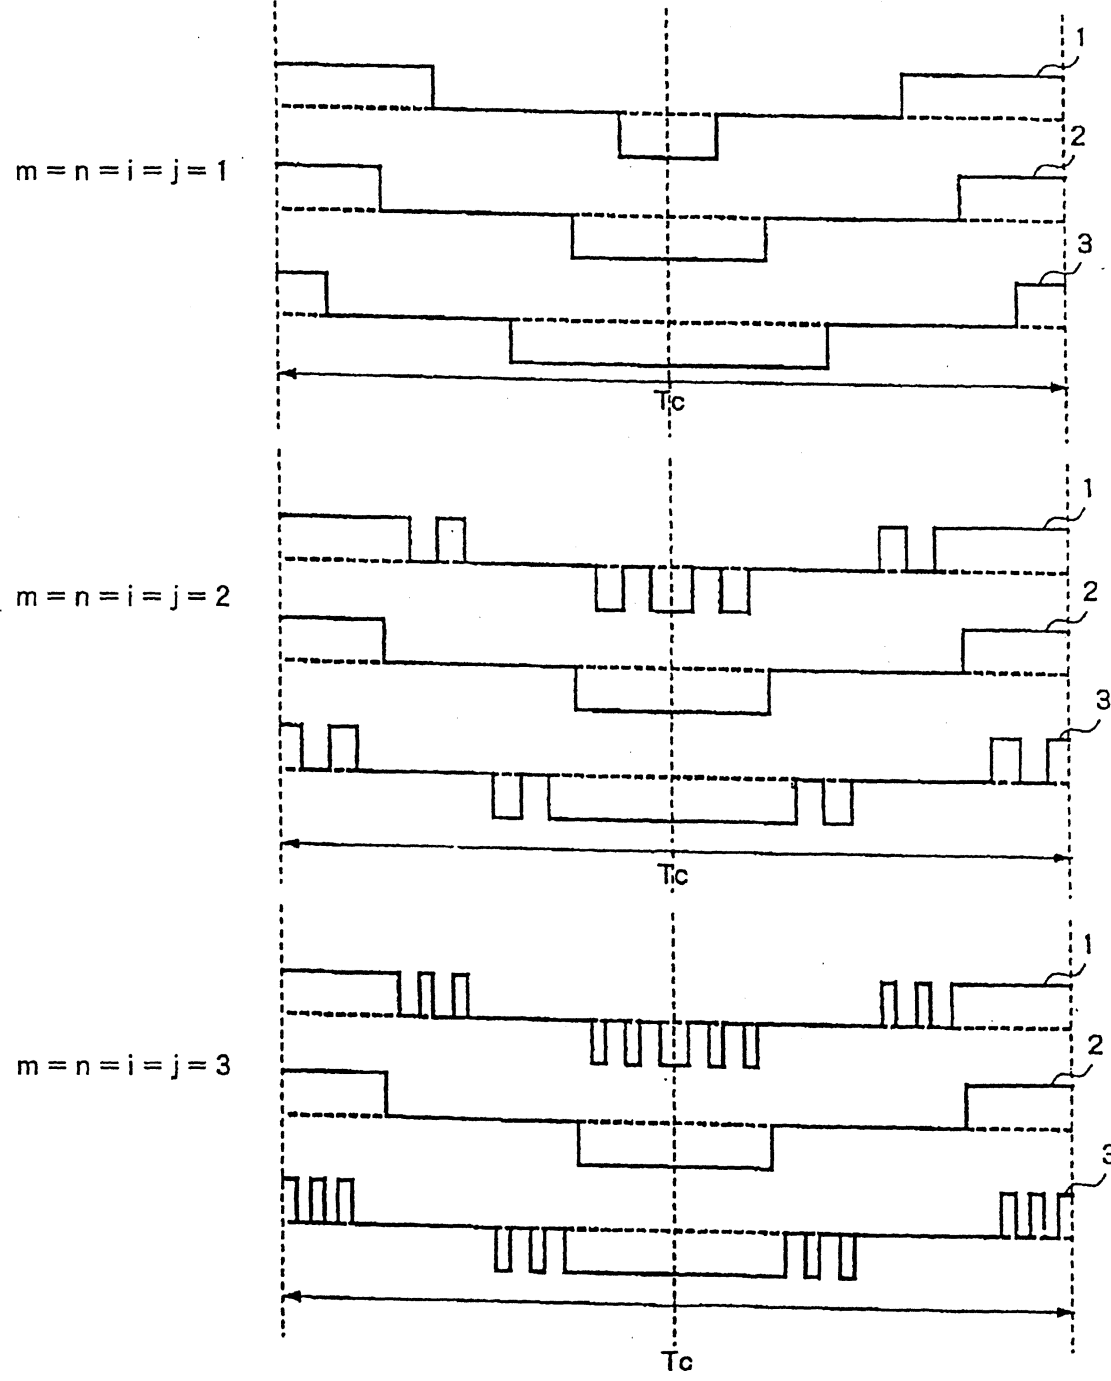 1
2
m = n = i = j = 1
3
Tc
1
m = n = i = j = 2
2
3
Tc
1
m = n = i = j = 3
2
3
Tc